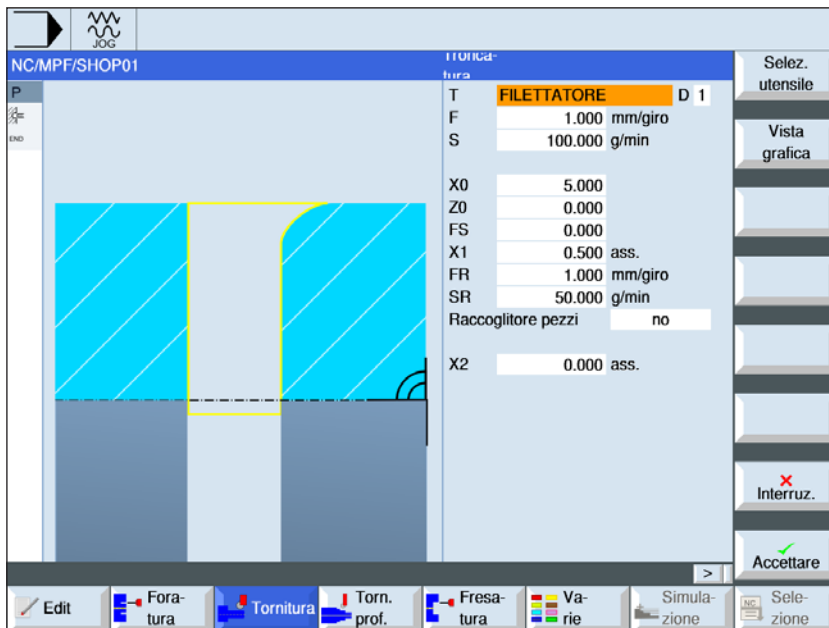 JOG
NC/MPF/SHOP01
Tronca-
tura
P
END
T FILETTATORE D 1
F 1.000 mm/giro
S 100.000 g/min
X0 5.000
Z0 0.000
FS 0.000
X1 0.500 ass.
FR 1.000 mm/giro
SR 50.000 g/min
Raccoglitore pezzi no
X2 0.000 ass.
Selez.
utensile
Vista
grafica
Interruz.
Accettare
>
Edit
Fora-
tura
Tornitura
Torn.
prof.
Fresa-
tura
Va-
rie
Simula-
zione
NC
Sele-
zione